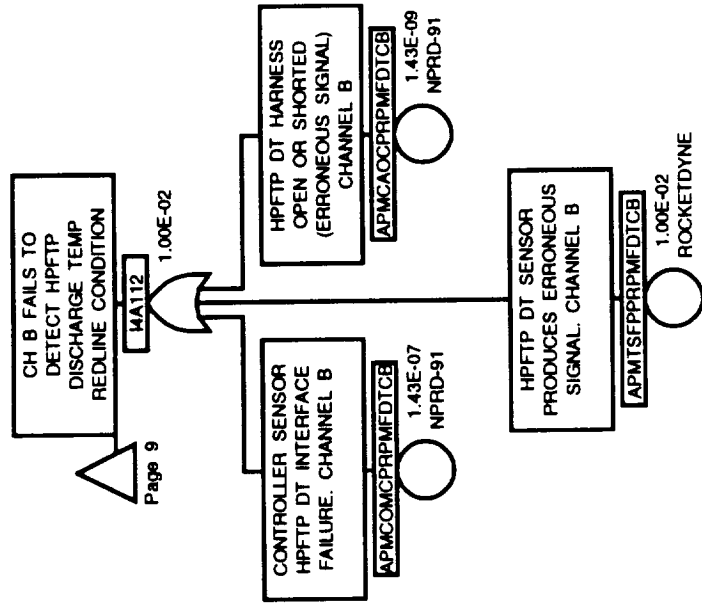 CH B FAILS TO
DETECT HPFTP
DISCHARGE TEMP
REDLINE CONDITION
Page 9
I4A112
1.00E-02
CONTROLLER SENSOR
HPFTP DT INTERFACE
FAILURE. CHANNEL B
APMCOMCPRPMFDTCB
1.43E-07
NPRD-91
HPFTP DT SENSOR
PRODUCES ERRONEOUS
SIGNAL. CHANNEL B
APMTSFPPRPMFDTCB
1.00E-02
ROCKETDYNE
HPFTP DT HARNESS
OPEN OR SHORTED
(ERRONEOUS SIGNAL)
CHANNEL B
APMCAOCPRPMFDTCB
1.43E-09
NPRD-91